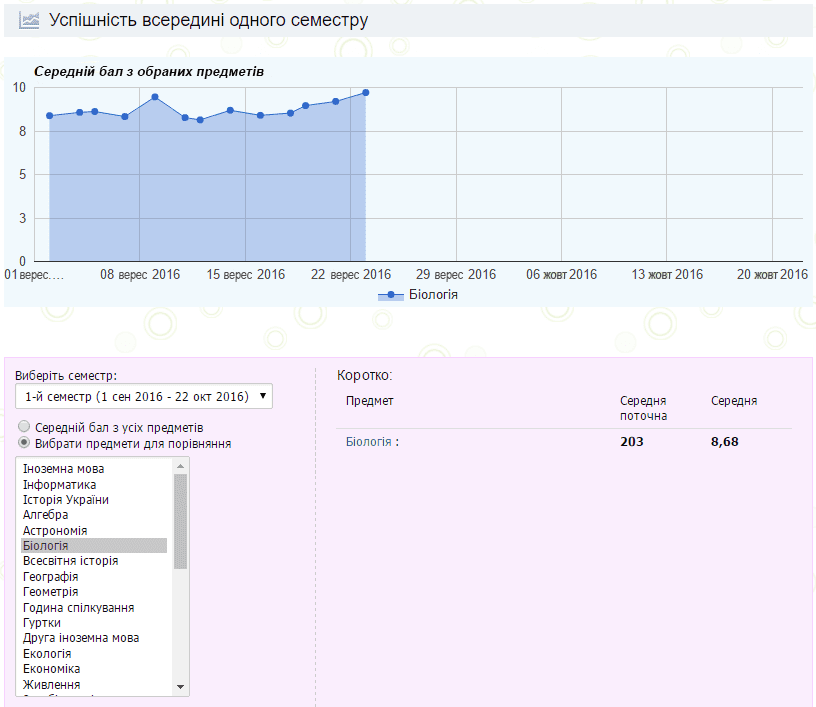 Успішність всередині одного семестру
Середній бал з обраних предметів
10
8
5
3
0
01 верес.…
08 верес 2016
15 верес 2016
22 верес 2016
29 верес 2016
06 жовт 2016
13 жовт 2016
20 жовт 2016
Біологія
Виберіть семестр:
1-й семестр (1 сен 2016 - 22 окт 2016)
Середній бал з усіх предметів
Вибрати предмети для порівняння
Іноземна мова
Інформатика
Історія України
Алгебра
Астрономія
Біологія
Всесвітня історія
Географія
Геометрія
Година спілкування
Гуртки
Друга іноземна мова
Екологія
Економіка
Живлення
Коротко:
Предмет
Середня поточна
Середня
Біологія :
203
8,68